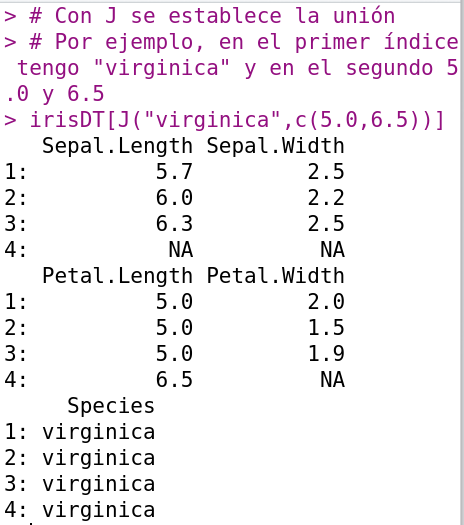 > # Con J se establece la unión
> # Por ejemplo, en el primer índice
 tengo "virginica" y en el segundo 5
.0 y 6.5
> irisDT[J("virginica",c(5.0,6.5))]
   Sepal.Length Sepal.Width
1:          5.7         2.5
2:          6.0         2.2
3:          6.3         2.5
4:           NA          NA
   Petal.Length Petal.Width
1:          5.0         2.0
2:          5.0         1.5
3:          5.0         1.9
4:          6.5          NA
     Species
1: virginica
2: virginica
3: virginica
4: virginica